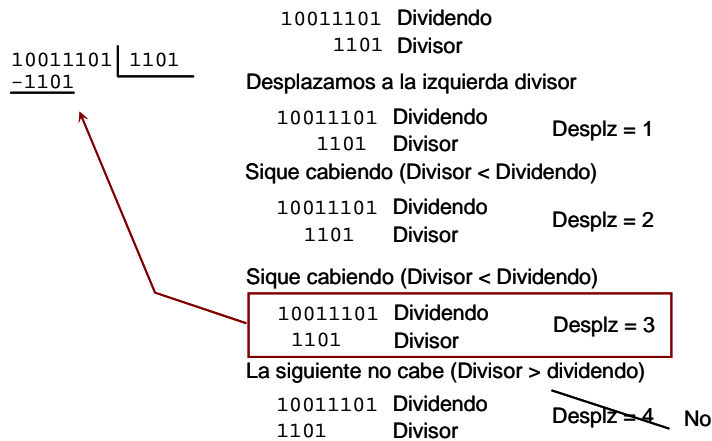 10011101 Dividendo
1101 Divisor
10011101 1101
-1101
Desplazamos a la izquierda divisor
10011101 Dividendo
1101 Divisor
Desplz = 1
Sique cabiendo (Divisor < Dividendo)
10011101 Dividendo
1101 Divisor
Desplz = 2
Sique cabiendo (Divisor < Dividendo)
10011101 Dividendo
1101 Divisor
Desplz = 3
La siguiente no cabe (Divisor > dividendo)
10011101 Dividendo
1101 Divisor
Desplz = 4 No